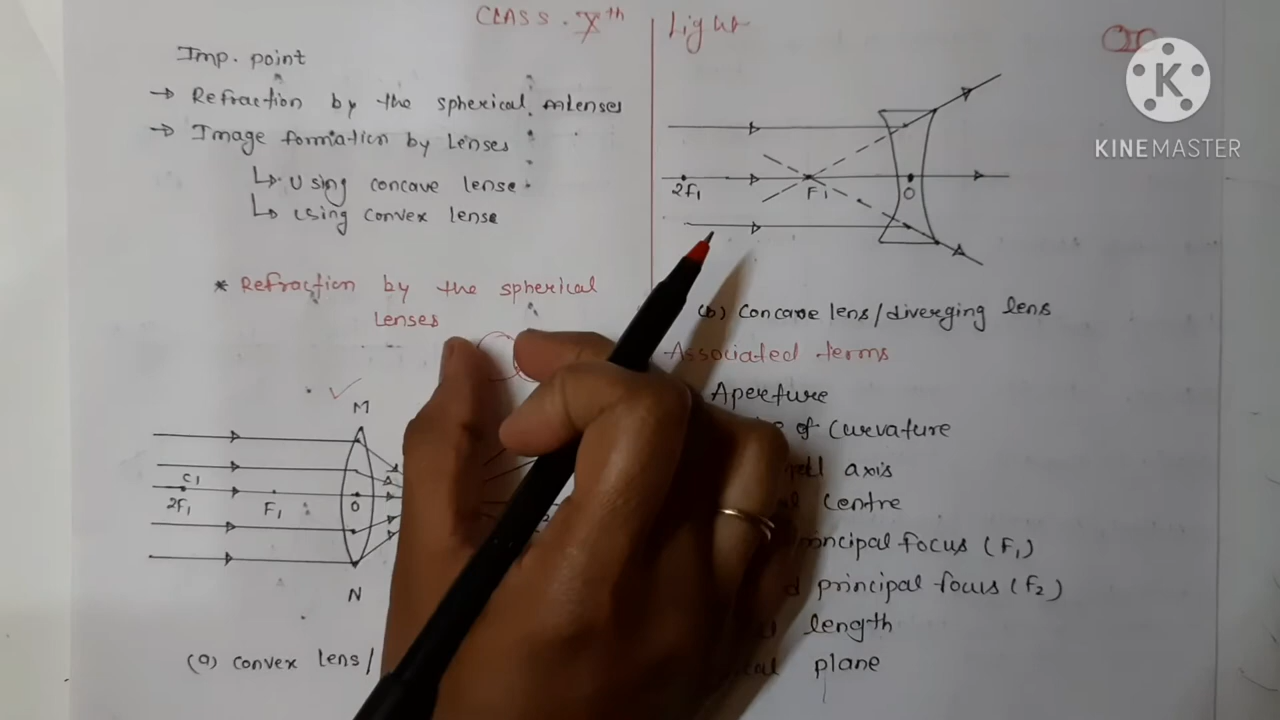 CLASS - Xth
Light
Imp. point
→ Refraction by the spherical lenses
→ Image formation by Lenses
↳ Using concave lense
↳ Using convex lense
* Refraction by the spherical
Lenses
M
C1
2F1
F1
O
N
(a) convex lens/
2F1
F1
O
(b) Concave lens/diverging lens
Associated terms
Aperture
of curvature
axis
centre
principal focus (F1)
principal focus (F2)
length
plane
K
KINEMASTER